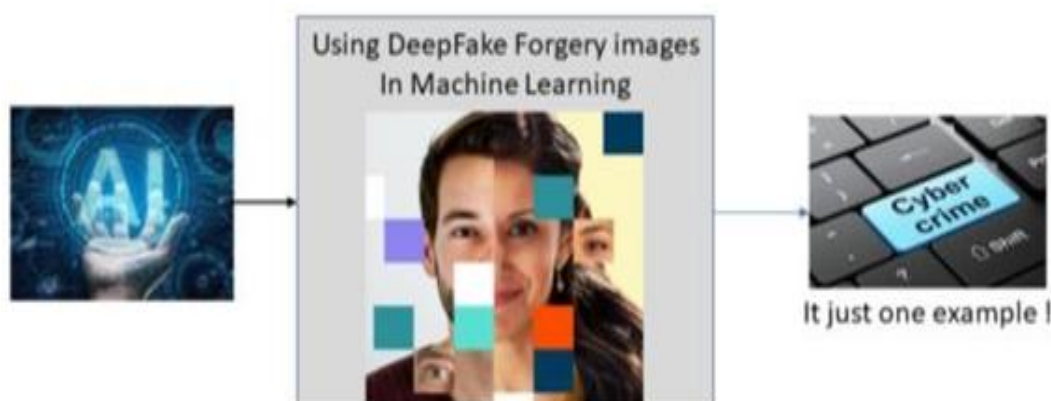 Using DeepFake Forgery images
In Machine Learning
AI
Cyber
crime
Shift
It just one example !